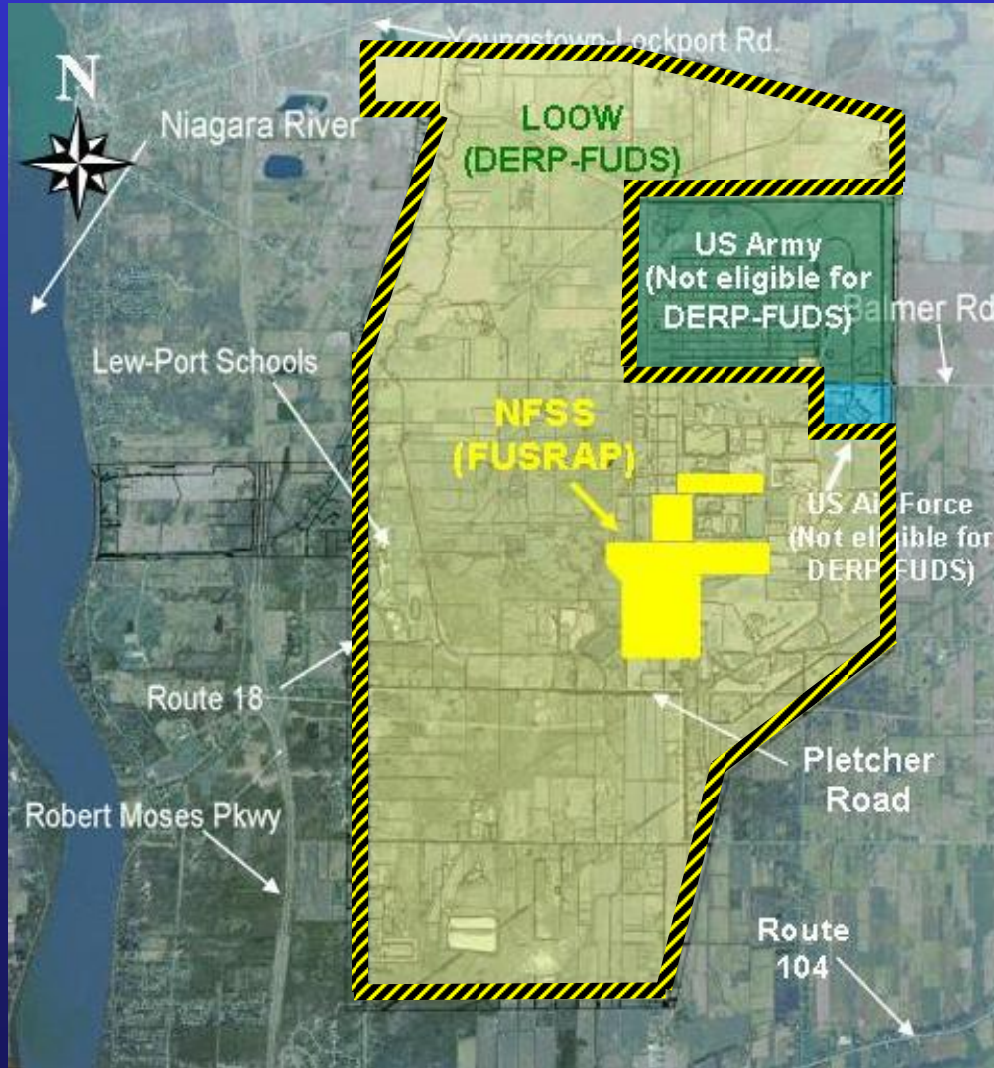 Youngstown-Lockport Rd.
N
Niagara River
LOOW
(DERP-FUDS)
US Army
(Not eligible for
DERP-FUDS)
Balmer Rd
Lew-Port Schools
NFSS
(FUSRAP)
US Air Force
(Not eligible for
DERP-FUDS)
Route 18
Pletcher
Road
Robert Moses Pkwy
Route
104